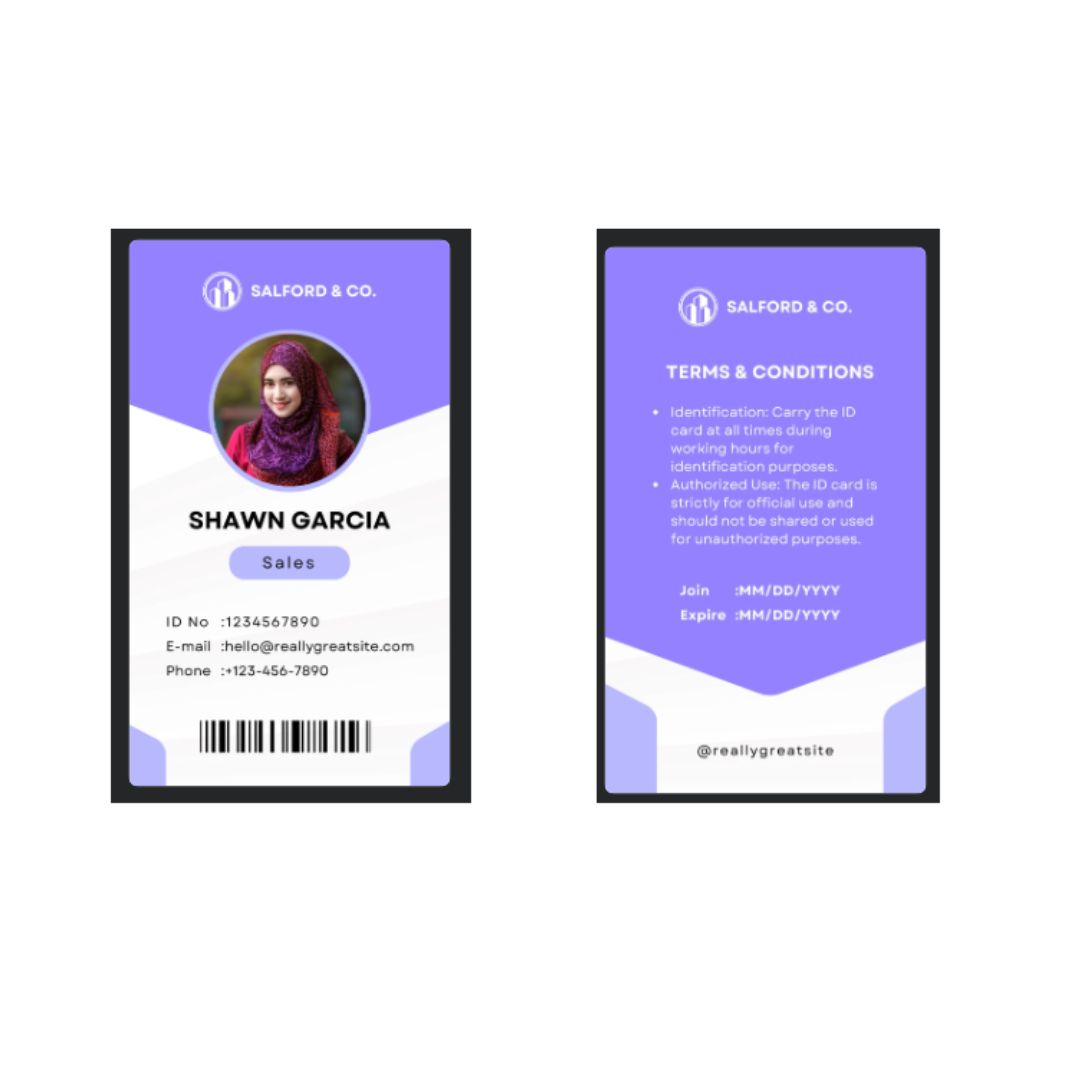 SALFORD & CO.
SHAWN GARCIA
Sales
ID No :1234567890
E-mail :hello@reallygreatsite.com
Phone :+123-456-7890
SALFORD & CO.
TERMS & CONDITIONS
• Identification: Carry the ID
card at all times during
working hours for
identification purposes.
• Authorized Use: The ID card is
strictly for official use and
should not be shared or used
for unauthorized purposes.
Join :MM/DD/YYYY
Expire :MM/DD/YYYY
@reallygreatsite